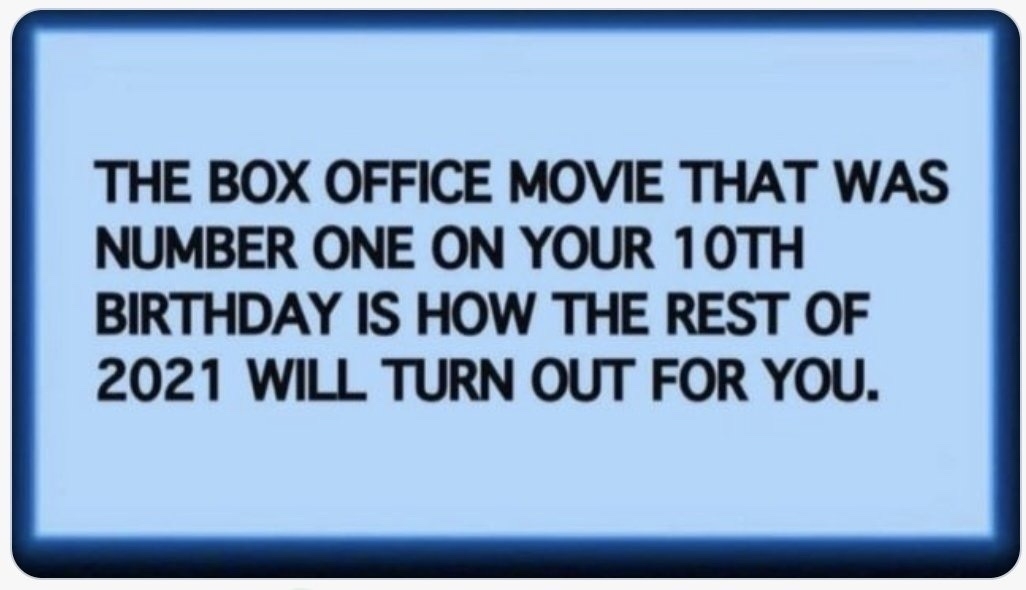 THE BOX OFFICE MOVIE THAT WAS
NUMBER ONE ON YOUR 10TH
BIRTHDAY IS HOW THE REST OF
2021 WILL TURN OUT FOR YOU.